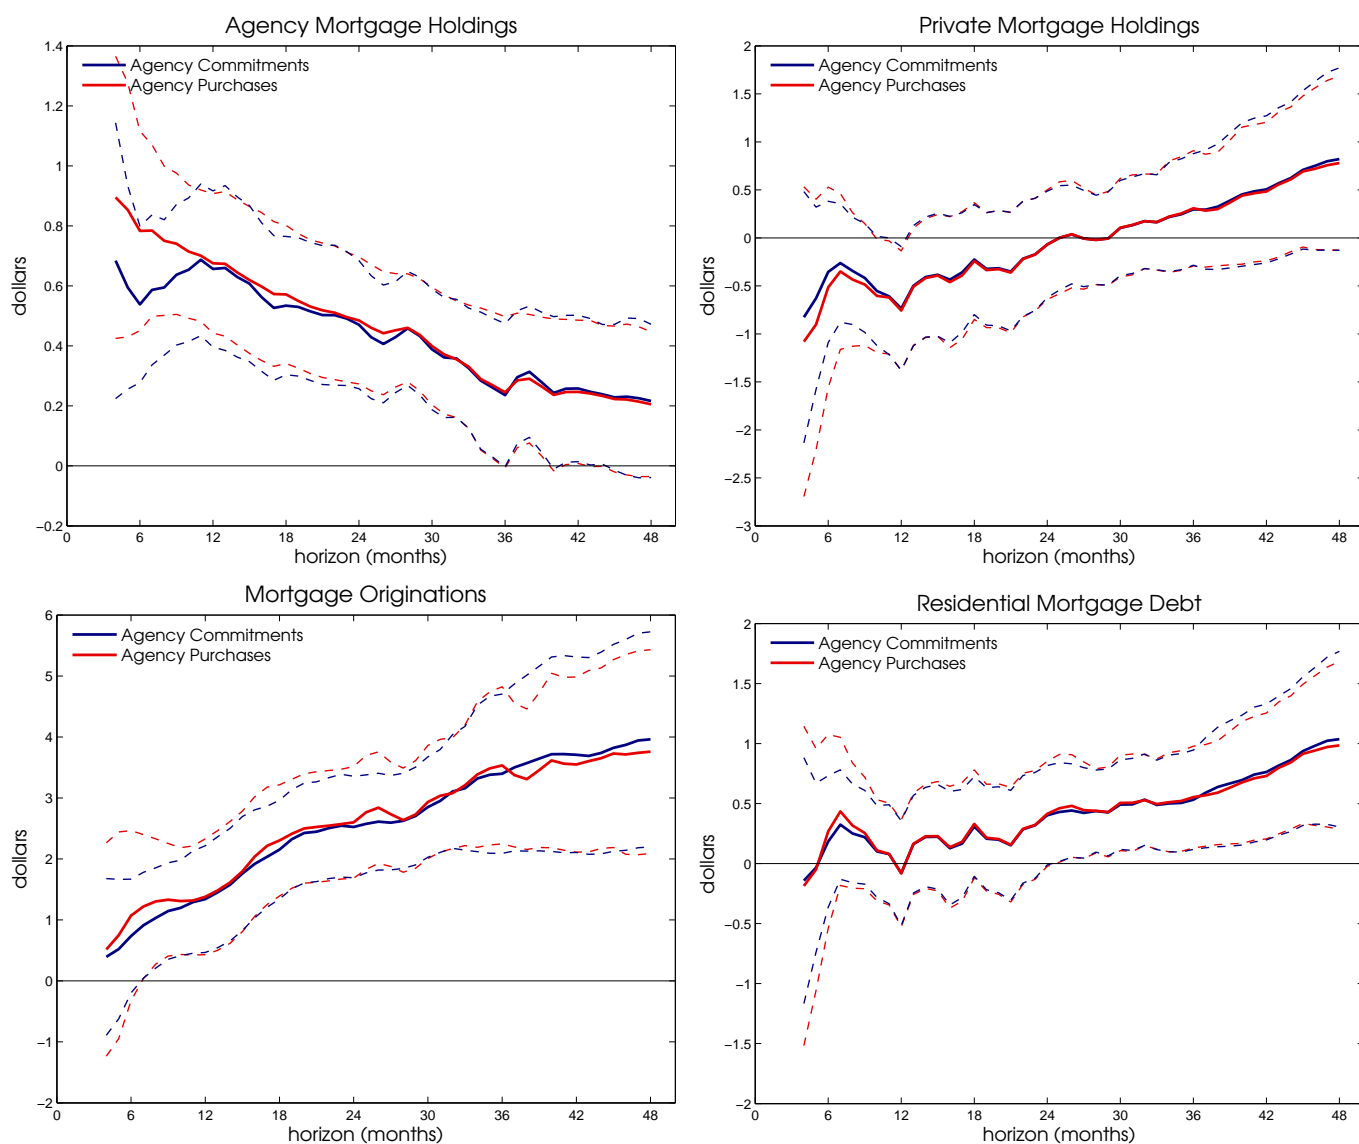 Agency Mortgage Holdings
1.4
1.2
1
0.8
0.6
0.4
0.2
0
−0.2
dollars
Agency Commitments
Agency Purchases
0 6 12 18 24 30 36 42 48
horizon (months)
Private Mortgage Holdings
2
1.5
1
0.5
0
−0.5
−1
−1.5
−2
−2.5
−3
dollars
Agency Commitments
Agency Purchases
0 6 12 18 24 30 36 42 48
horizon (months)
Mortgage Originations
6
5
4
3
2
1
0
−1
−2
dollars
Agency Commitments
Agency Purchases
0 6 12 18 24 30 36 42 48
horizon (months)
Residential Mortgage Debt
2
1.5
1
0.5
0
−0.5
−1
−1.5
−2
dollars
Agency Commitments
Agency Purchases
0 6 12 18 24 30 36 42 48
horizon (months)